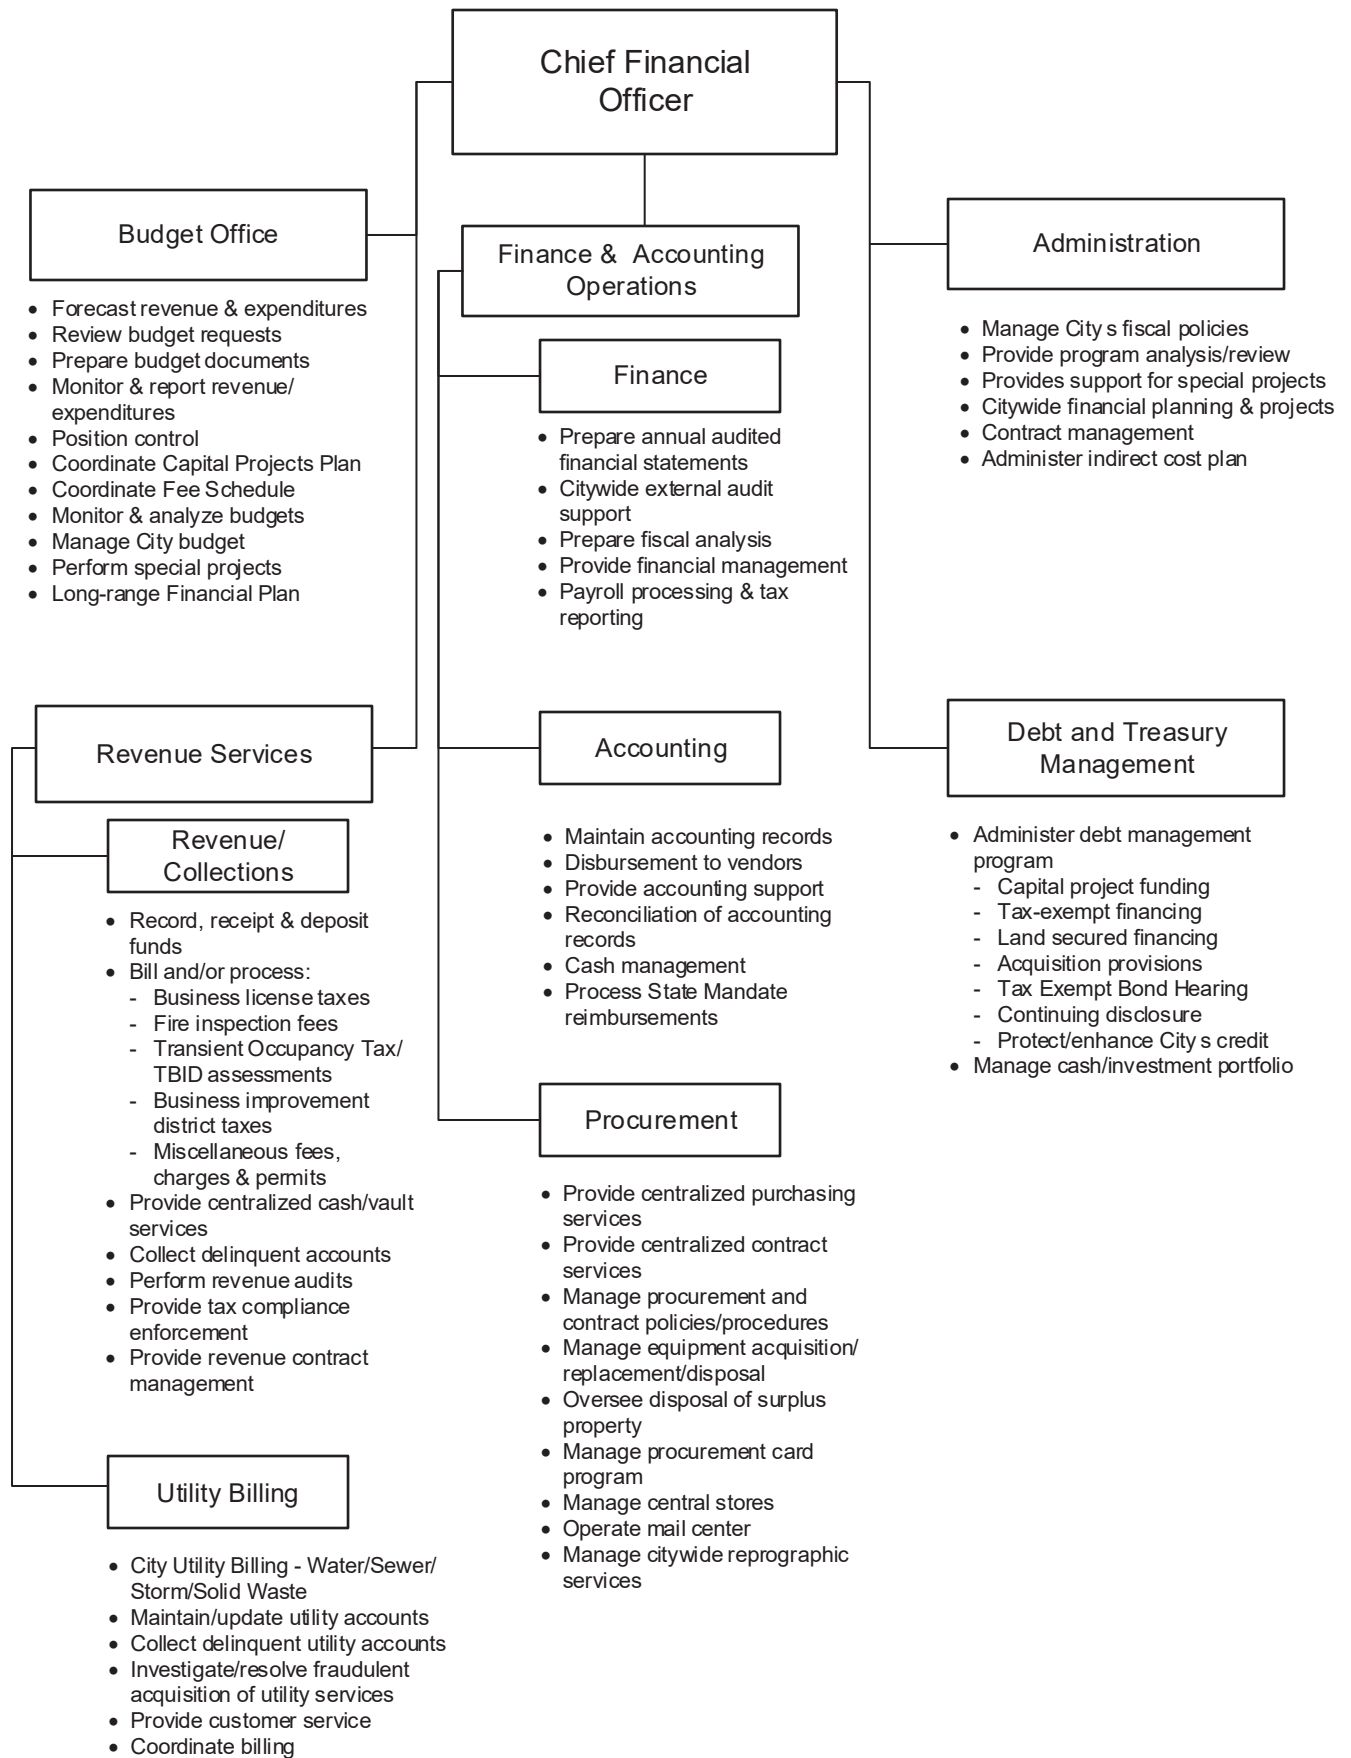 Chief Financial
Officer
Budget Office
• Forecast revenue & expenditures
• Review budget requests
• Prepare budget documents
• Monitor & report revenue/
expenditures
• Position control
• Coordinate Capital Projects Plan
• Coordinate Fee Schedule
• Monitor & analyze budgets
• Manage City budget
• Perform special projects
• Long-range Financial Plan
Finance & Accounting
Operations
Finance
• Prepare annual audited
financial statements
• Citywide external audit
support
• Prepare fiscal analysis
• Provide financial management
• Payroll processing & tax
reporting
Administration
• Manage City s fiscal policies
• Provide program analysis/review
• Provides support for special projects
• Citywide financial planning & projects
• Contract management
• Administer indirect cost plan
Revenue Services
Revenue/
Collections
• Record, receipt & deposit
funds
• Bill and/or process:
- Business license taxes
- Fire inspection fees
- Transient Occupancy Tax/
TBID assessments
- Business improvement
district taxes
- Miscellaneous fees,
charges & permits
• Provide centralized cash/vault
services
• Collect delinquent accounts
• Perform revenue audits
• Provide tax compliance
enforcement
• Provide revenue contract
management
Utility Billing
• City Utility Billing - Water/Sewer/
Storm/Solid Waste
• Maintain/update utility accounts
• Collect delinquent utility accounts
• Investigate/resolve fraudulent
acquisition of utility services
• Provide customer service
• Coordinate billing
Accounting
• Maintain accounting records
• Disbursement to vendors
• Provide accounting support
• Reconciliation of accounting
records
• Cash management
• Process State Mandate
reimbursements
Procurement
• Provide centralized purchasing
services
• Provide centralized contract
services
• Manage procurement and
contract policies/procedures
• Manage equipment acquisition/
replacement/disposal
• Oversee disposal of surplus
property
• Manage procurement card
program
• Manage central stores
• Operate mail center
• Manage citywide reprographic
services
Debt and Treasury
Management
• Administer debt management
program
- Capital project funding
- Tax-exempt financing
- Land secured financing
- Acquisition provisions
- Tax Exempt Bond Hearing
- Continuing disclosure
- Protect/enhance City s credit
• Manage cash/investment portfolio